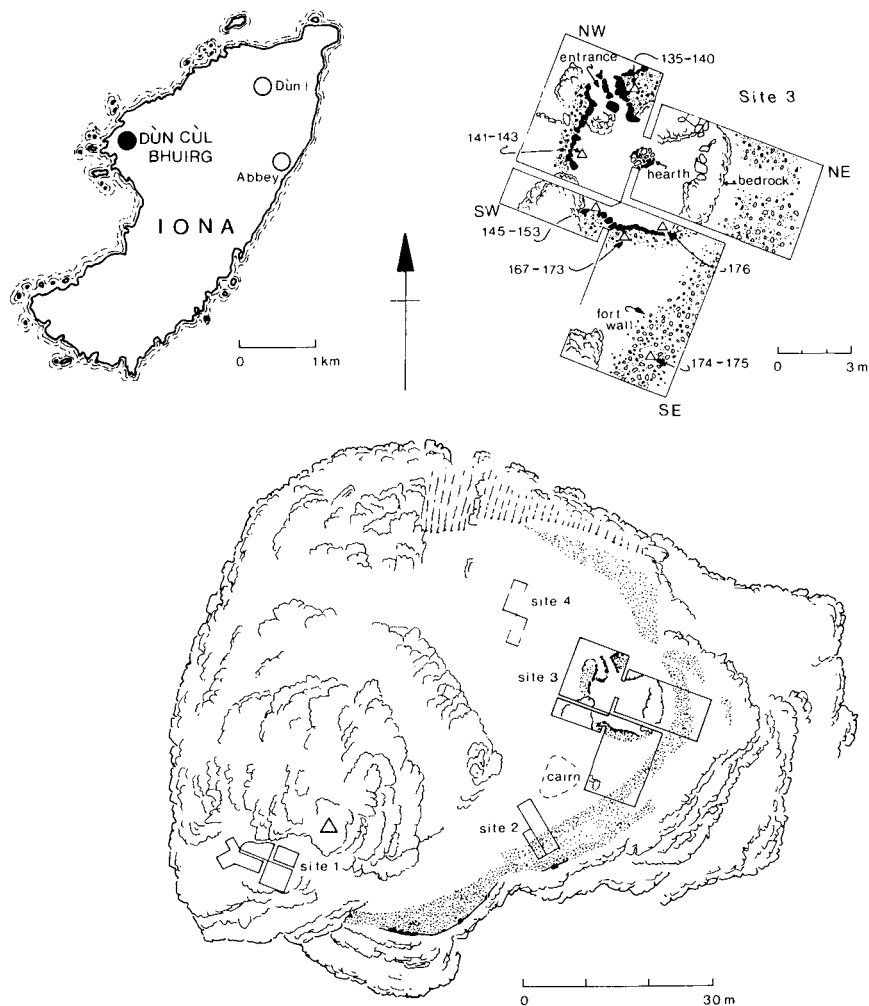 Dùn I
DÙN CÙL
BHUIRG
Abbey
IONA
0 1 km
NW
entrance
135-140
Site 3
141-143
hearth
bedrock
NE
SW
145-153
167-173
176
fort
wall
174-175
0 3 m
SE
site 4
site 3
cairn
site 2
site 1
0 30 m